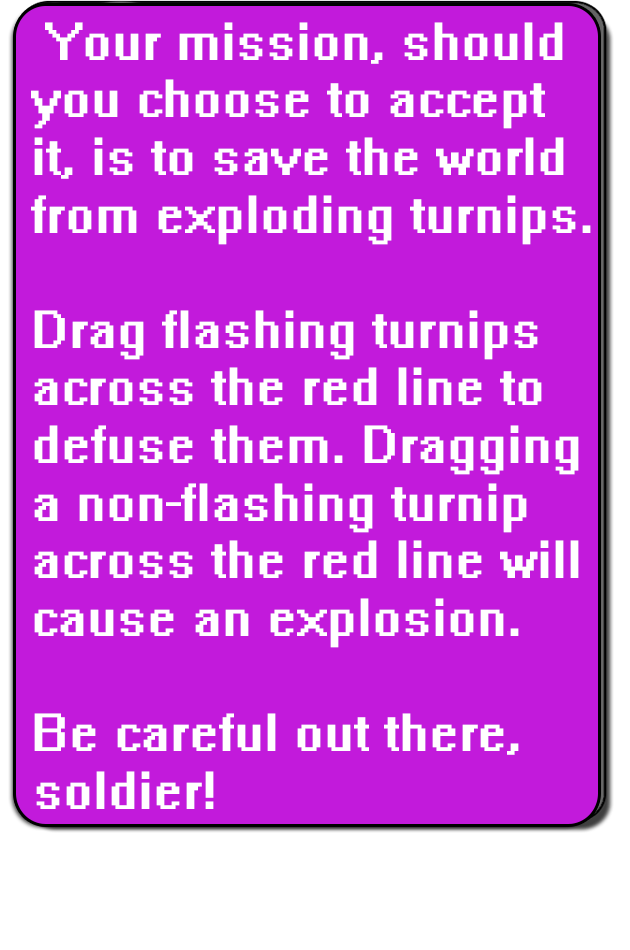 Your mission, should
you choose to accept
it, is to save the world
from exploding turnips.
Drag flashing turnips
across the red line to
defuse them. Dragging
a non-flashing turnip
across the red line will
cause an explosion.
Be careful out there,
soldier!